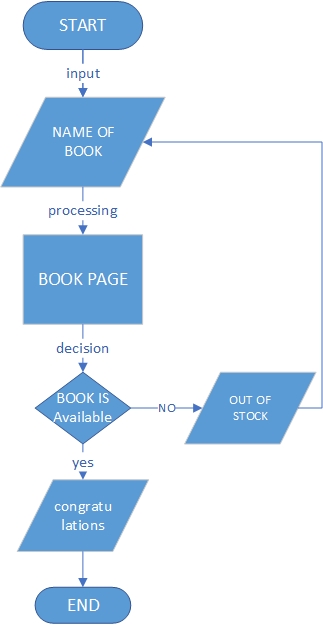 START
input
NAME OF
BOOK
processing
BOOK PAGE
decision
BOOK IS
Available
NO
OUT OF
STOCK
yes
congratu
lations
END